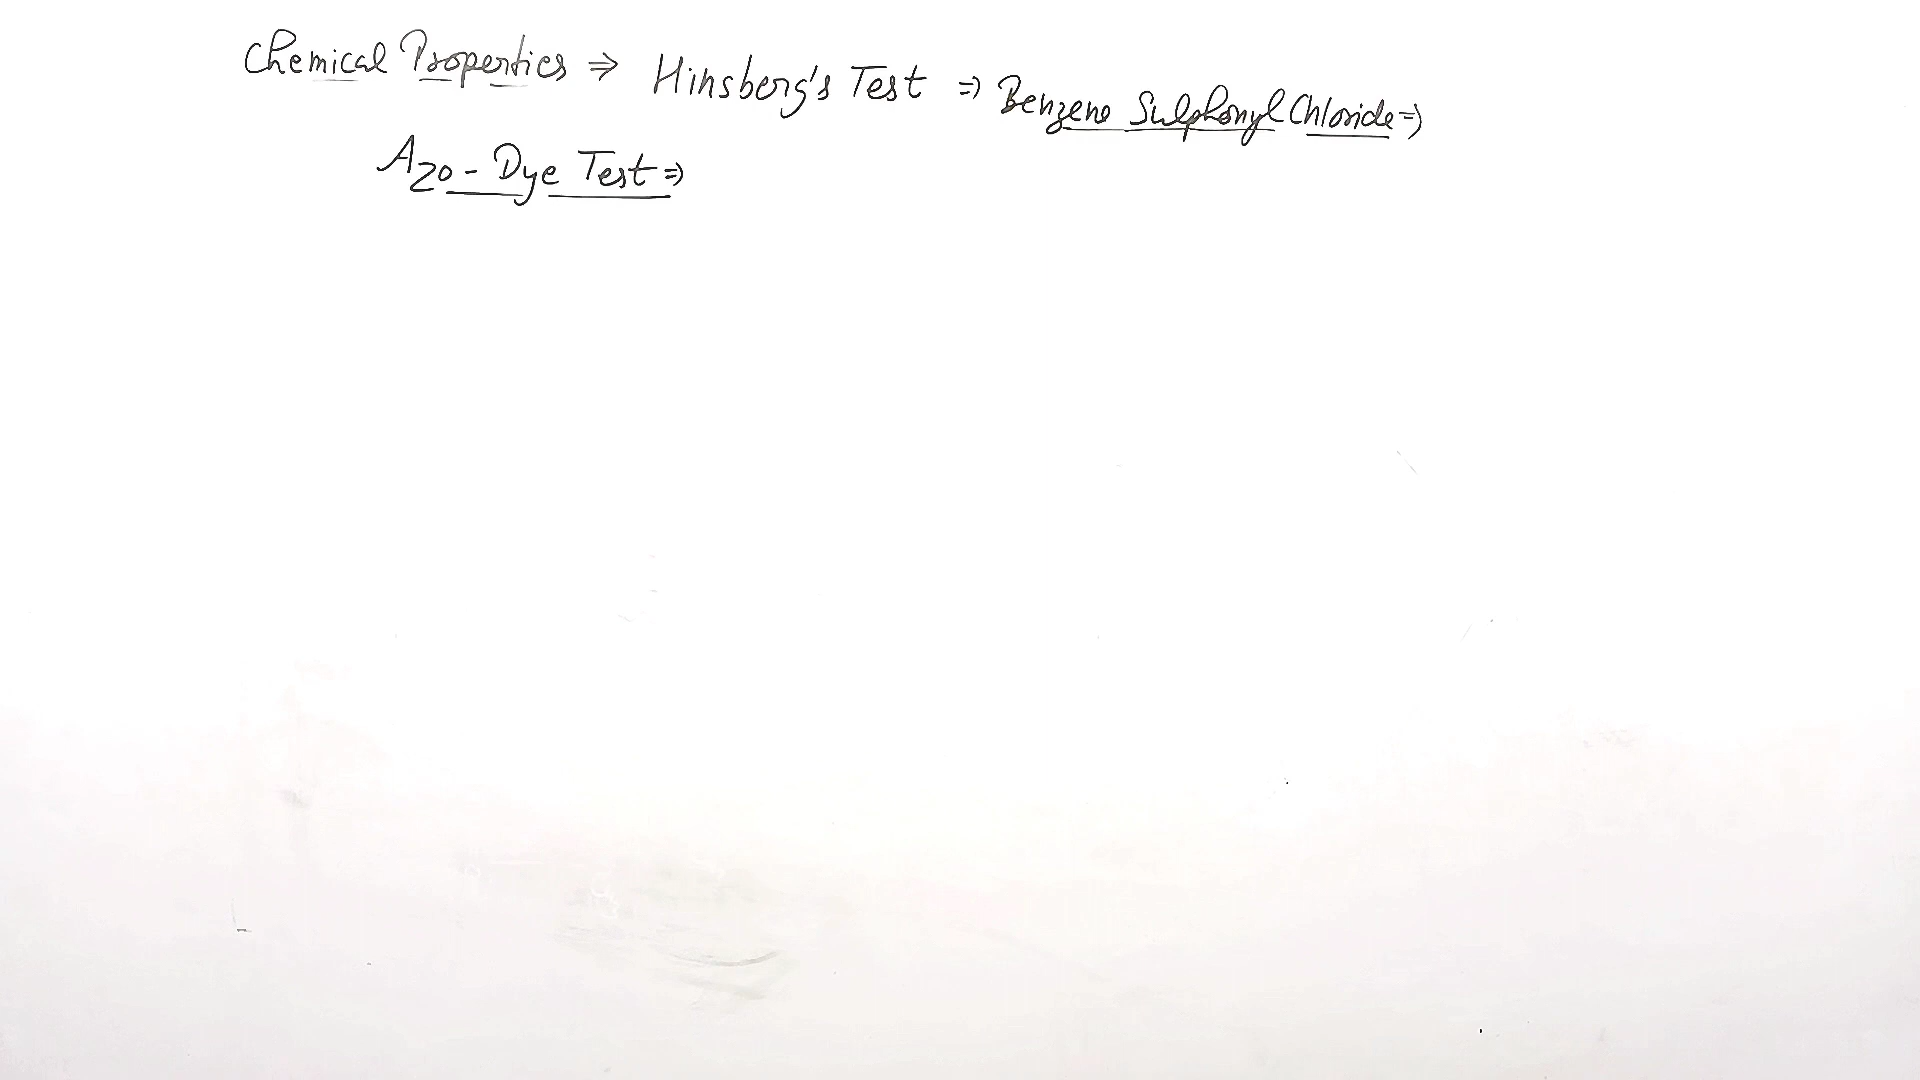 Chemical Properties ⇒ Hinsberg's Test ⇒ Benzene Sulphonyl Chloride ⇒
Azo-Dye Test ⇒